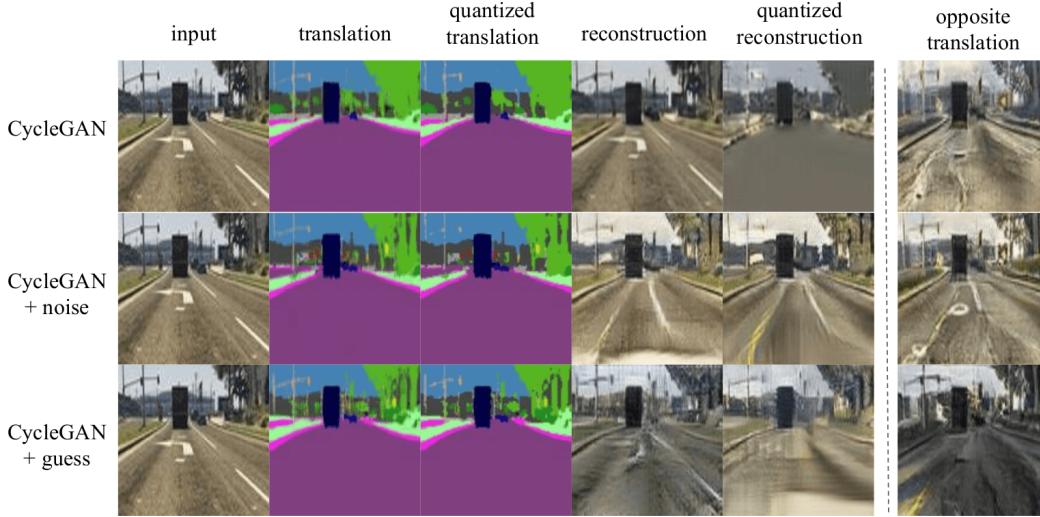 input
translation
quantized
translation
reconstruction
quantized
reconstruction
opposite
translation
CycleGAN
CycleGAN
+ noise
CycleGAN
+ guess